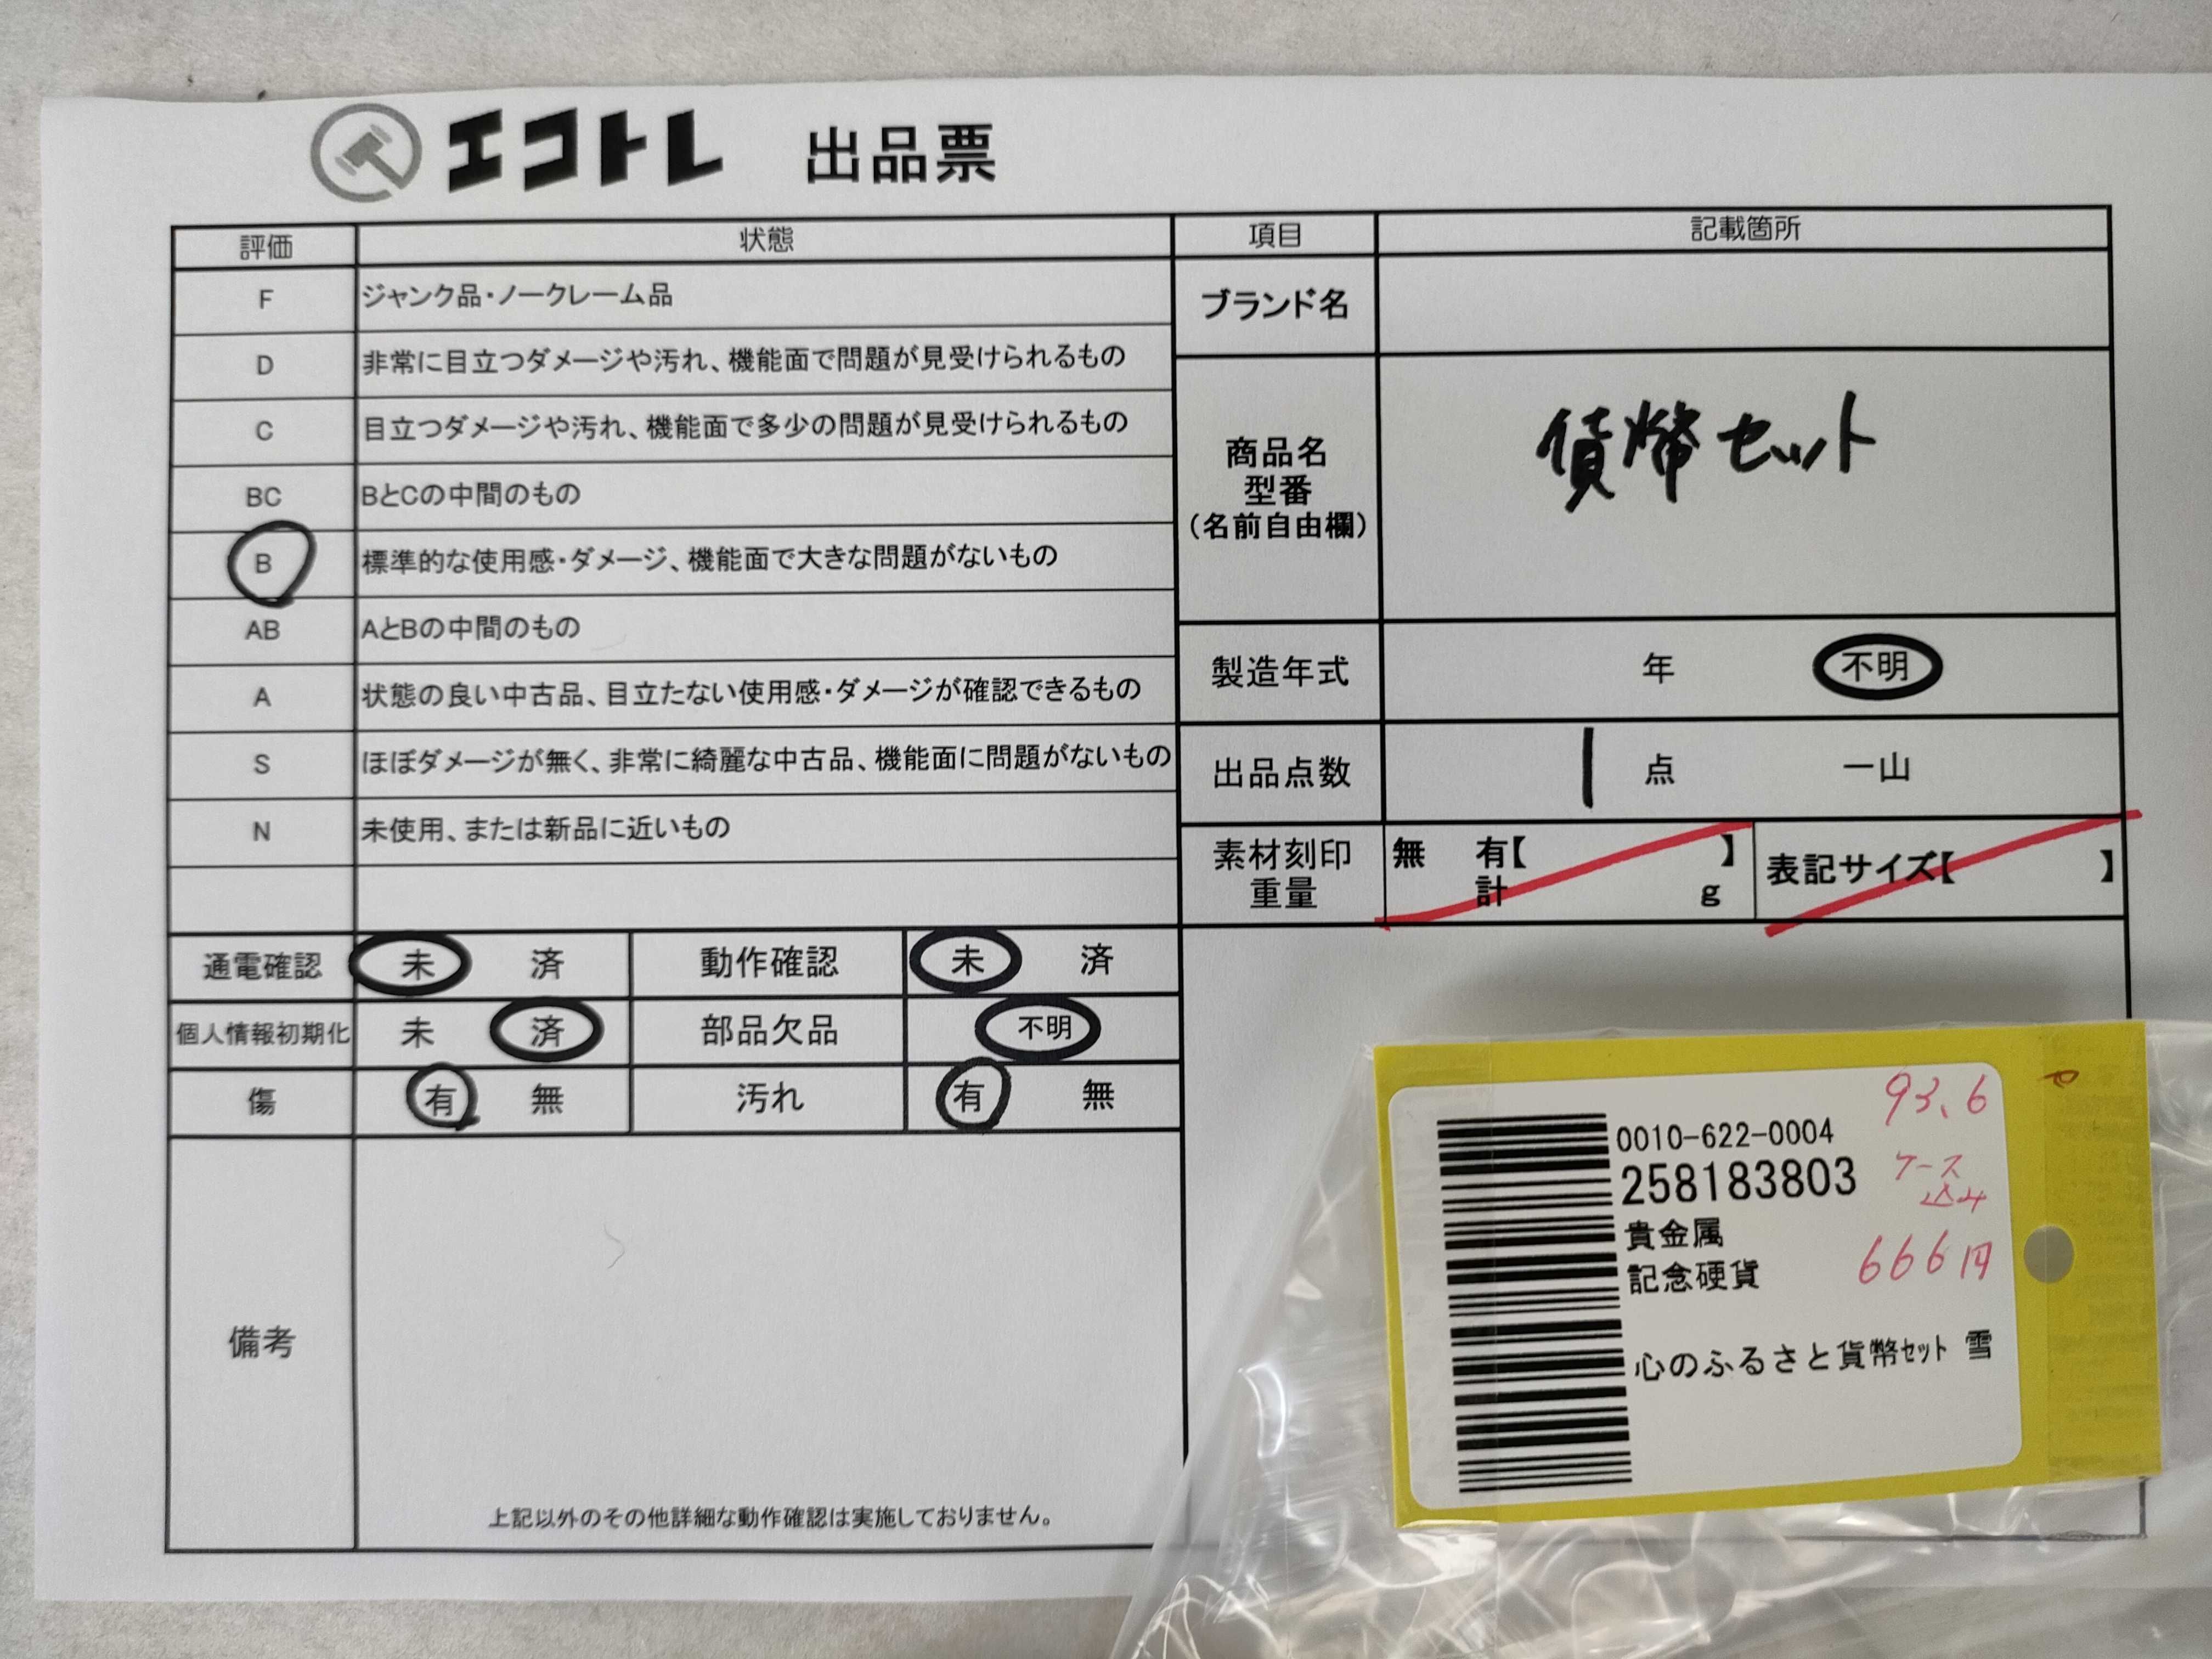 エコトレ 出品票
評価 状態
F ジャンク品・ノークレーム品
D 非常に目立つダメージや汚れ、機能面で問題が見受けられるもの
C 目立つダメージや汚れ、機能面で多少の問題が見受けられるもの
BC BとCの中間のもの
B 標準的な使用感・ダメージ、機能面で大きな問題がないもの
AB AとBの中間のもの
A 状態の良い中古品、目立たない使用感・ダメージが確認できるもの
S ほぼダメージが無く、非常に綺麗な中古品、機能面に問題がないもの
N 未使用、または新品に近いもの
通電確認 未 済 動作確認 未 済
個人情報初期化 未 済 部品欠品 不明
傷 有 無 汚れ 有 無
備考
上記以外のその他詳細な動作確認は実施しておりません。
項目 記載箇所
ブランド名
商品名
型番
(名前自由欄)
貨幣セット
製造年式 年 不明
出品点数 1 点 一山
素材刻印
重量
無 有【 】
計 g
表記サイズ【 】
93.6
0010-622-0004
258183803
ケース
込み
貴金属
記念硬貨
666円
心のふるさと貨幣セット 雪